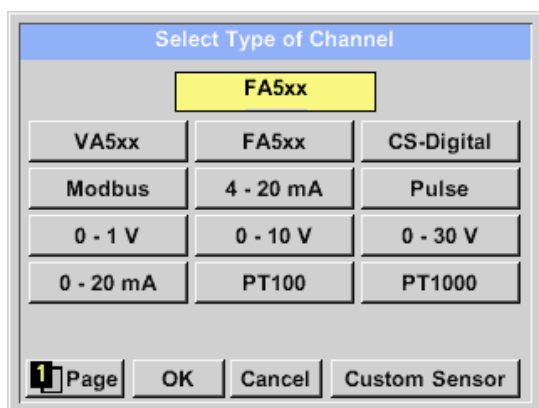 Select Type of Channel
FA5xx
VA5xx FA5xx CS-Digital
Modbus 4 - 20 mA Pulse
0 - 1 V 0 - 10 V 0 - 30 V
0 - 20 mA PT100 PT1000
1 Page OK Cancel Custom Sensor